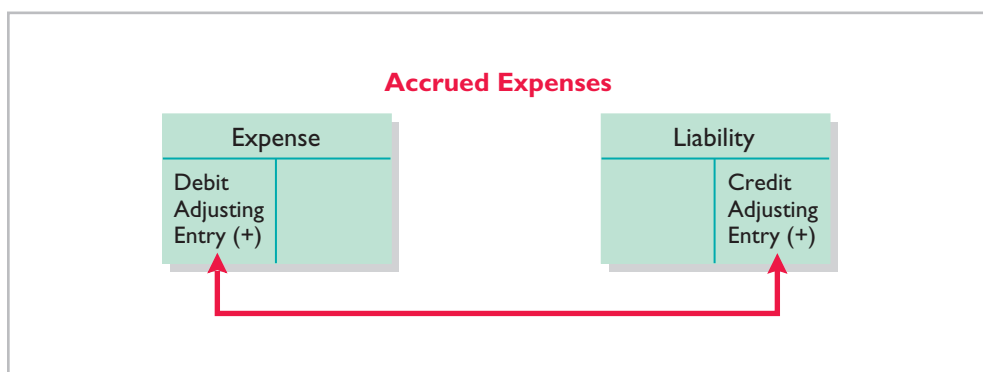 Accrued Expenses
Expense
Debit
Adjusting
Entry (+)
Liability
Credit
Adjusting
Entry (+)